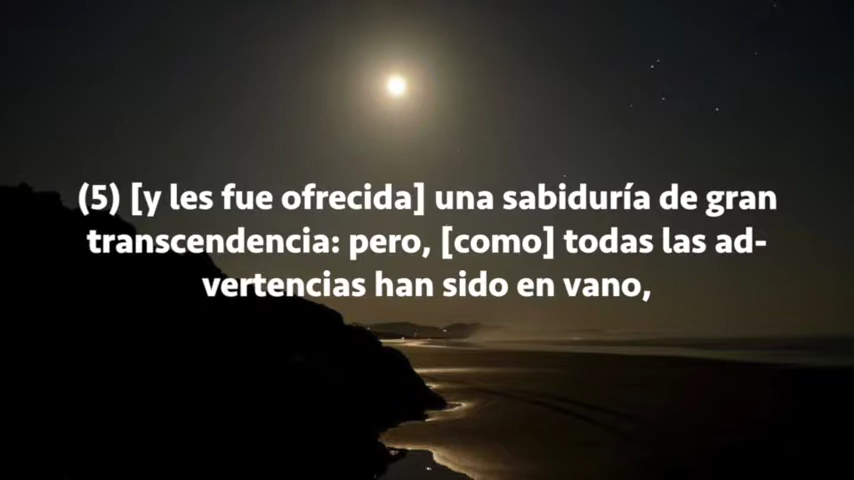 (5) [y les fue ofrecida] una sabiduría de gran
transcendencia: pero, [como] todas las ad-
vertencias han sido en vano,